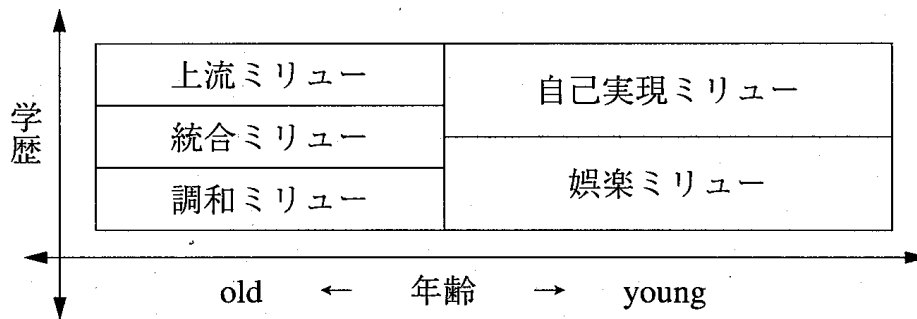 学歴
上流ミリュー
統合ミリュー
調和ミリュー
自己実現ミリュー
娯楽ミリュー
old ← 年齢 → young